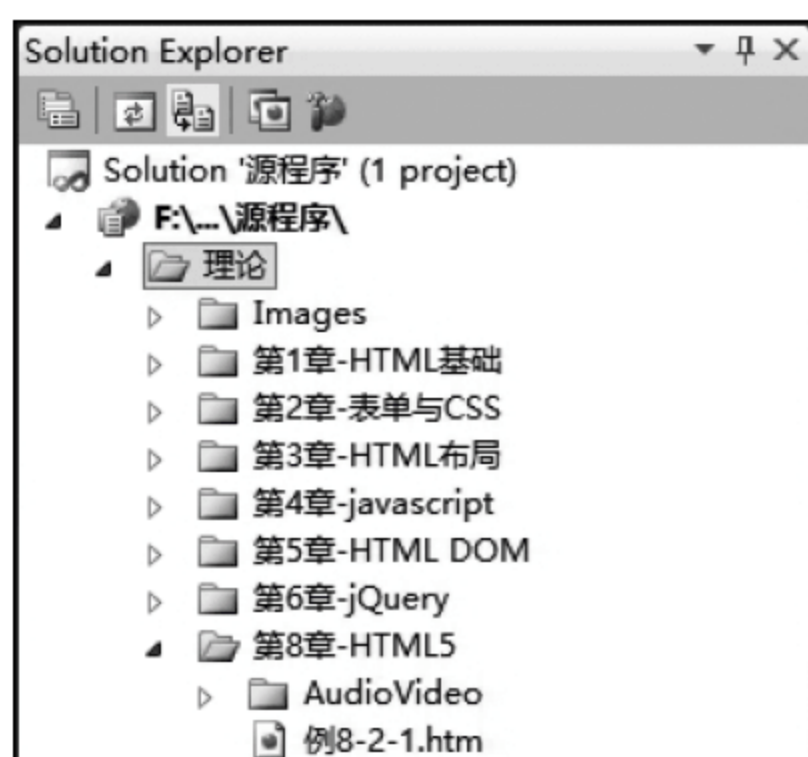 Solution Explorer
Solution '源程序' (1 project)
F:\...\源程序\
理论
Images
第1章-HTML基础
第2章-表单与CSS
第3章-HTML布局
第4章-javascript
第5章-HTML DOM
第6章-jQuery
第8章-HTML5
AudioVideo
例8-2-1.htm